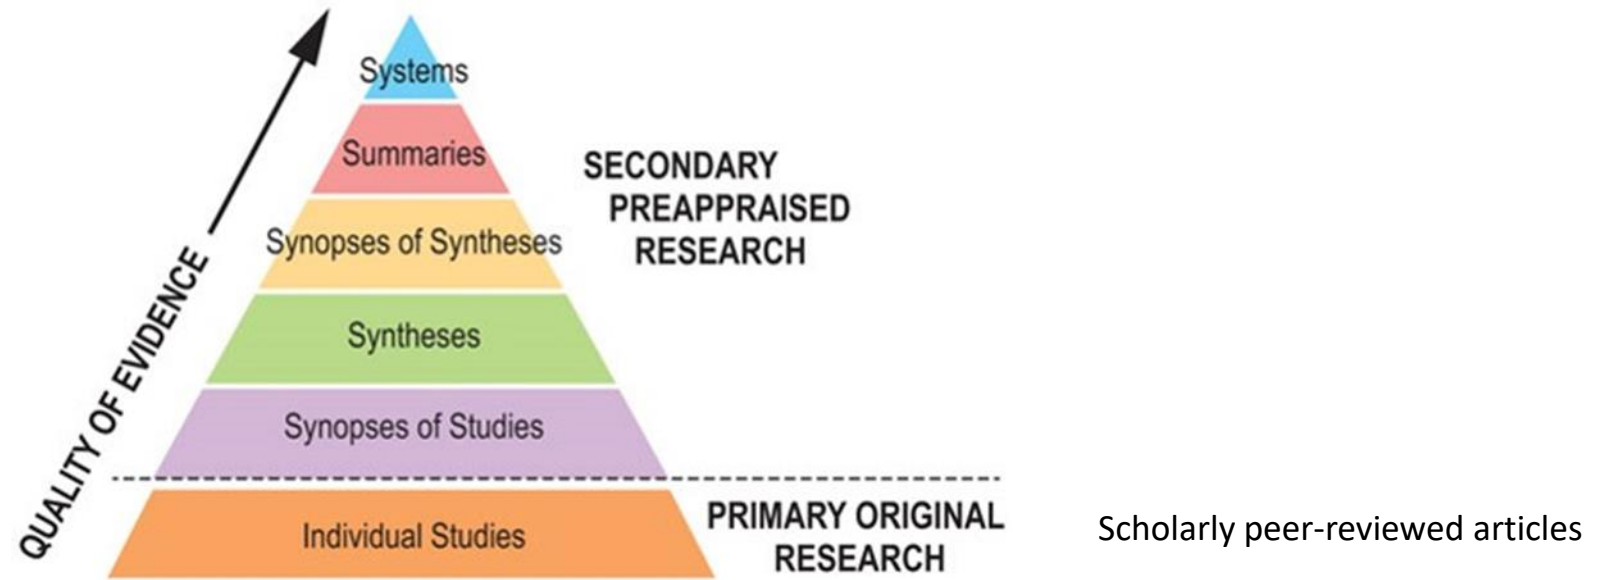 Systems
Summaries
Synopses of Syntheses
Syntheses
Synopses of Studies
Individual Studies
QUALITY OF EVIDENCE
SECONDARY
PREAPPRAISED
RESEARCH
PRIMARY ORIGINAL
RESEARCH
Scholarly peer-reviewed articles